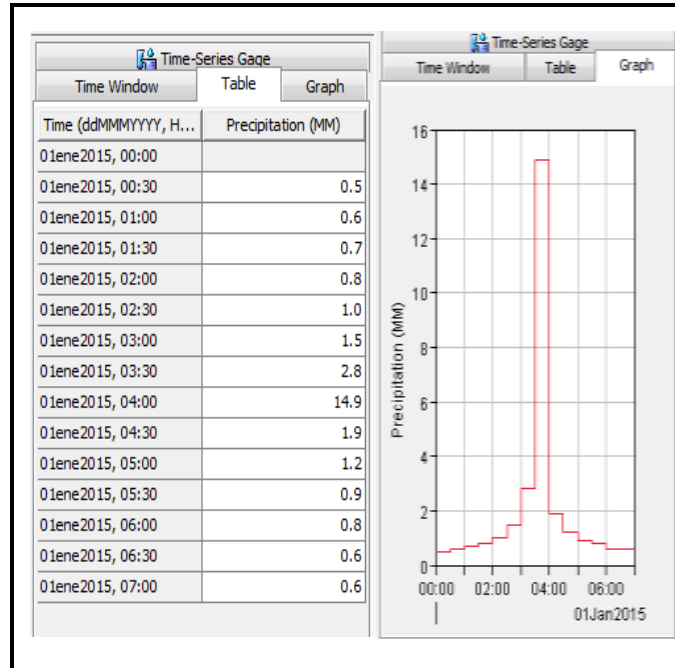 Time-Series Gage
Time Window Table Graph
Time (ddMMMYYYY, H... Precipitation (MM)
01ene2015, 00:00
01ene2015, 00:30 0.5
01ene2015, 01:00 0.6
01ene2015, 01:30 0.7
01ene2015, 02:00 0.8
01ene2015, 02:30 1.0
01ene2015, 03:00 1.5
01ene2015, 03:30 2.8
01ene2015, 04:00 14.9
01ene2015, 04:30 1.9
01ene2015, 05:00 1.2
01ene2015, 05:30 0.9
01ene2015, 06:00 0.8
01ene2015, 06:30 0.6
01ene2015, 07:00 0.6
Time-Series Gage
Time Window Table Graph
Precipitation (MM)
16
14
12
10
8
6
4
2
0
00:00 02:00 04:00 06:00
01Jan2015